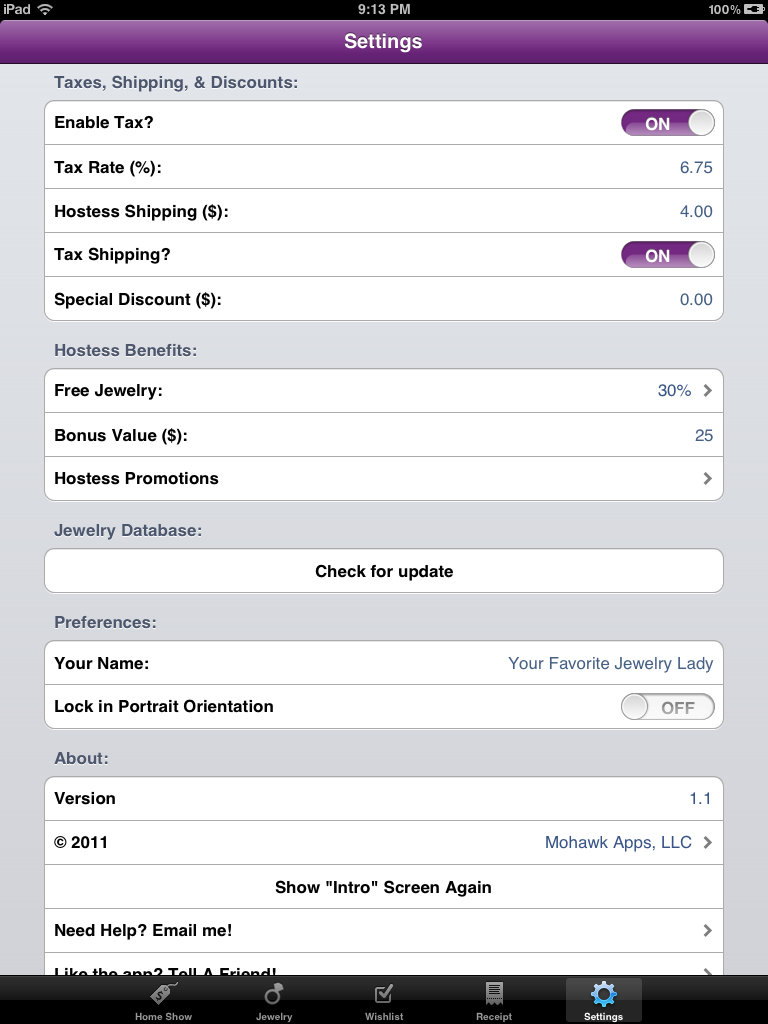 iPad 9:13 PM 100%
Settings
Taxes, Shipping, & Discounts:
Enable Tax? ON
Tax Rate (%): 6.75
Hostess Shipping ($): 4.00
Tax Shipping? ON
Special Discount ($): 0.00
Hostess Benefits:
Free Jewelry: 30%
Bonus Value ($): 25
Hostess Promotions
Jewelry Database:
Check for update
Preferences:
Your Name: Your Favorite Jewelry Lady
Lock in Portrait Orientation OFF
About:
Version 1.1
© 2011 Mohawk Apps, LLC
Show "Intro" Screen Again
Need Help? Email me!
Like the app? Tell A Friend!
Home Show Jewelry Wishlist Receipt Settings